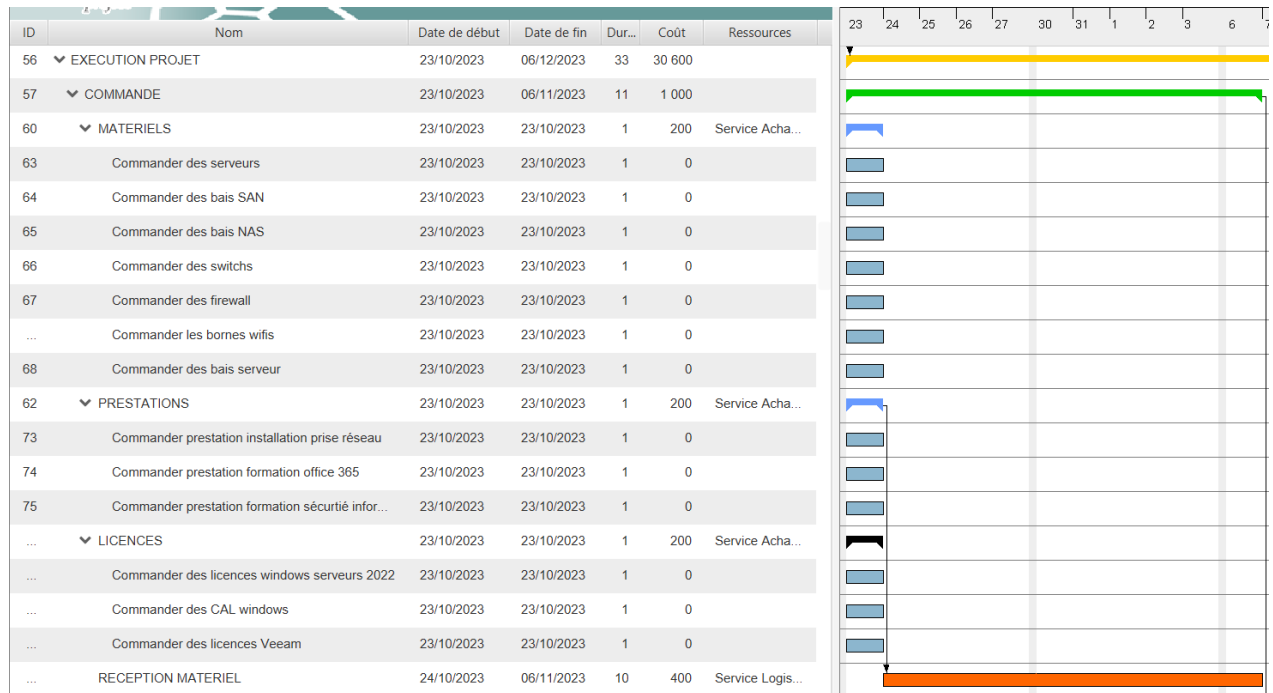 23 24 25 26 27 30 31 1 2 3 6 7
ID Nom Date de début Date de fin Dur... Coût Ressources
56 EXECUTION PROJET 23/10/2023 06/12/2023 33 30 600
57 COMMANDE 23/10/2023 06/11/2023 11 1 000
60 MATERIELS 23/10/2023 23/10/2023 1 200 Service Acha...
63 Commander des serveurs 23/10/2023 23/10/2023 1 0
64 Commander des bais SAN 23/10/2023 23/10/2023 1 0
65 Commander des bais NAS 23/10/2023 23/10/2023 1 0
66 Commander des switchs 23/10/2023 23/10/2023 1 0
67 Commander des firewall 23/10/2023 23/10/2023 1 0
... Commander les bornes wifis 23/10/2023 23/10/2023 1 0
68 Commander des bais serveur 23/10/2023 23/10/2023 1 0
62 PRESTATIONS 23/10/2023 23/10/2023 1 200 Service Acha...
73 Commander prestation installation prise réseau 23/10/2023 23/10/2023 1 0
74 Commander prestation formation office 365 23/10/2023 23/10/2023 1 0
75 Commander prestation formation sécurtié infor... 23/10/2023 23/10/2023 1 0
... LICENCES 23/10/2023 23/10/2023 1 200 Service Acha...
... Commander des licences windows serveurs 2022 23/10/2023 23/10/2023 1 0
... Commander des CAL windows 23/10/2023 23/10/2023 1 0
... Commander des licences Veeam 23/10/2023 23/10/2023 1 0
... RECEPTION MATERIEL 24/10/2023 06/11/2023 10 400 Service Logis...